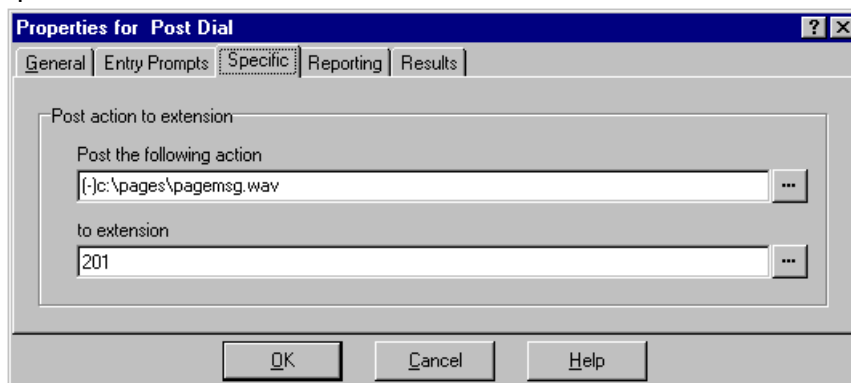 Properties for Post Dial ? ×
General Entry Prompts Specific Reporting Results
Post action to extension
Post the following action
(-)c:\pages\pagemsg.wav ...
to extension
201 ...
OK Cancel Help